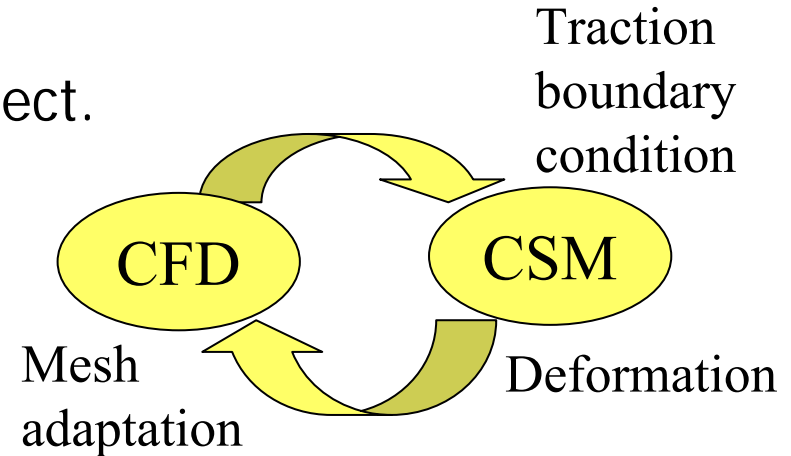 Traction
boundary
condition
ect.
CFD
CSM
Mesh
adaptation
Deformation